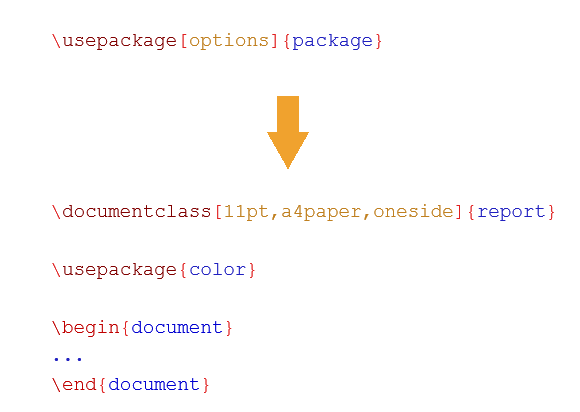 \usepackage[options]{package}
\documentclass[11pt,a4paper,oneside]{report}
\usepackage{color}
\begin{document}
...
\end{document}